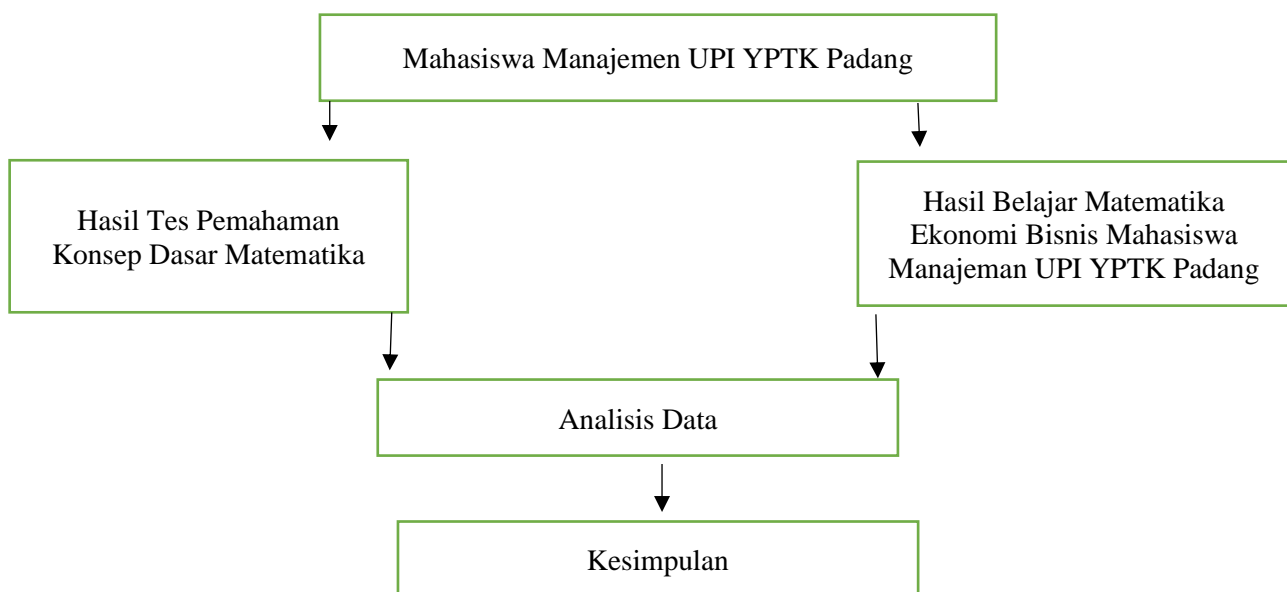 Mahasiswa Manajemen UPI YPTK Padang
Hasil Tes Pemahaman
Konsep Dasar Matematika
Hasil Belajar Matematika
Ekonomi Bisnis Mahasiswa
Manajeman UPI YPTK Padang
Analisis Data
Kesimpulan